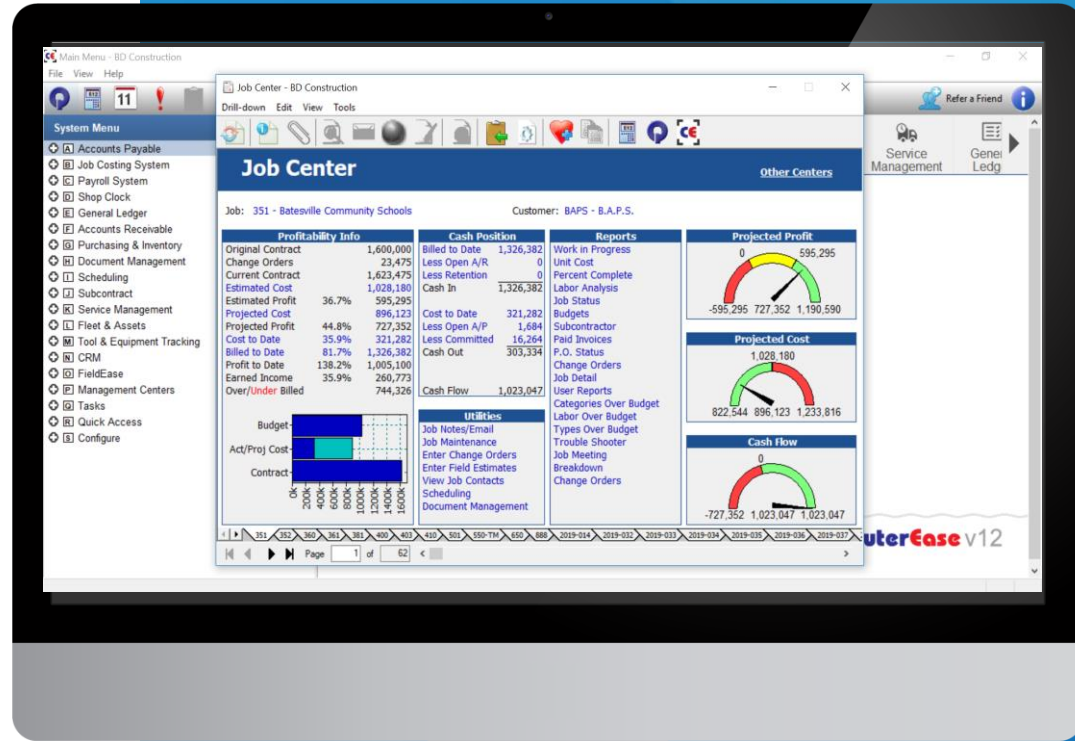 Main Menu - BD Construction
File View Help
11
Refer a Friend
System Menu
A Accounts Payable
B Job Costing System
C Payroll System
D Shop Clock
E General Ledger
F Accounts Receivable
G Purchasing & Inventory
H Document Management
I Scheduling
J Subcontract
K Service Management
L Fleet & Assets
M Tool & Equipment Tracking
N CRM
O FieldEase
P Management Centers
Q Tasks
R Quick Access
S Configure
Service
Management
Gener
Ledg
Job Center - BD Construction
Drill-down Edit View Tools
Job Center
Other Centers
Job: 351 - Batesville Community Schools Customer: BAPS - B.A.P.S.
Profitability Info
Original Contract 1,600,000
Change Orders 23,475
Current Contract 1,623,475
Estimated Cost 1,028,180
Estimated Profit 36.7% 595,295
Projected Cost 896,123
Projected Profit 44.8% 727,352
Cost to Date 35.9% 321,282
Billed to Date 81.7% 1,326,382
Profit to Date 138.2% 1,005,100
Earned Income 35.9% 260,773
Over/Under Billed 744,326
Budget
Act/Proj Cost
Contract
0k 200k 400k 600k 800k 1000k 1200k 1400k 1600k
Cash Position
Billed to Date 1,326,382
Less Open A/R 0
Less Retention 0
Cash In 1,326,382
Cost to Date 321,282
Less Open A/P 1,684
Less Committed 16,264
Cash Out 303,334
Cash Flow 1,023,047
Utilities
Job Notes/Email
Job Maintenance
Enter Change Orders
Enter Field Estimates
View Job Contacts
Scheduling
Document Management
Reports
Work in Progress
Unit Cost
Percent Complete
Labor Analysis
Job Status
Budgets
Subcontractor
Paid Invoices
P.O. Status
Change Orders
Job Detail
User Reports
Categories Over Budget
Labor Over Budget
Types Over Budget
Trouble Shooter
Job Meeting
Breakdown
Change Orders
Projected Profit
0 595,295
-595,295 727,352 1,190,590
Projected Cost
1,028,180
822,544 896,123 1,233,816
Cash Flow
0
-727,352 1,023,047 1,023,047
351 352 360 361 381 400 403 410 501 550-TM 650 888 2019-014 2019-032 2019-033 2019-034 2019-035 2019-036 2019-037
Page 1 of 62
uterEase v12